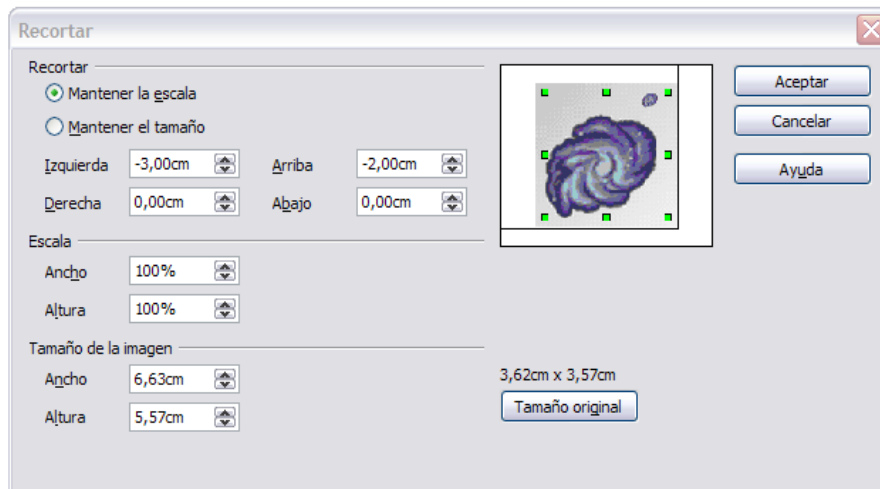 Recortar
Recortar
Mantener la escala
Mantener el tamaño
Izquierda -3,00cm Arriba -2,00cm
Derecha 0,00cm Abajo 0,00cm
Escala
Ancho 100%
Altura 100%
Tamaño de la imagen
Ancho 6,63cm
Altura 5,57cm
3,62cm x 3,57cm
Tamaño original
Aceptar
Cancelar
Ayuda